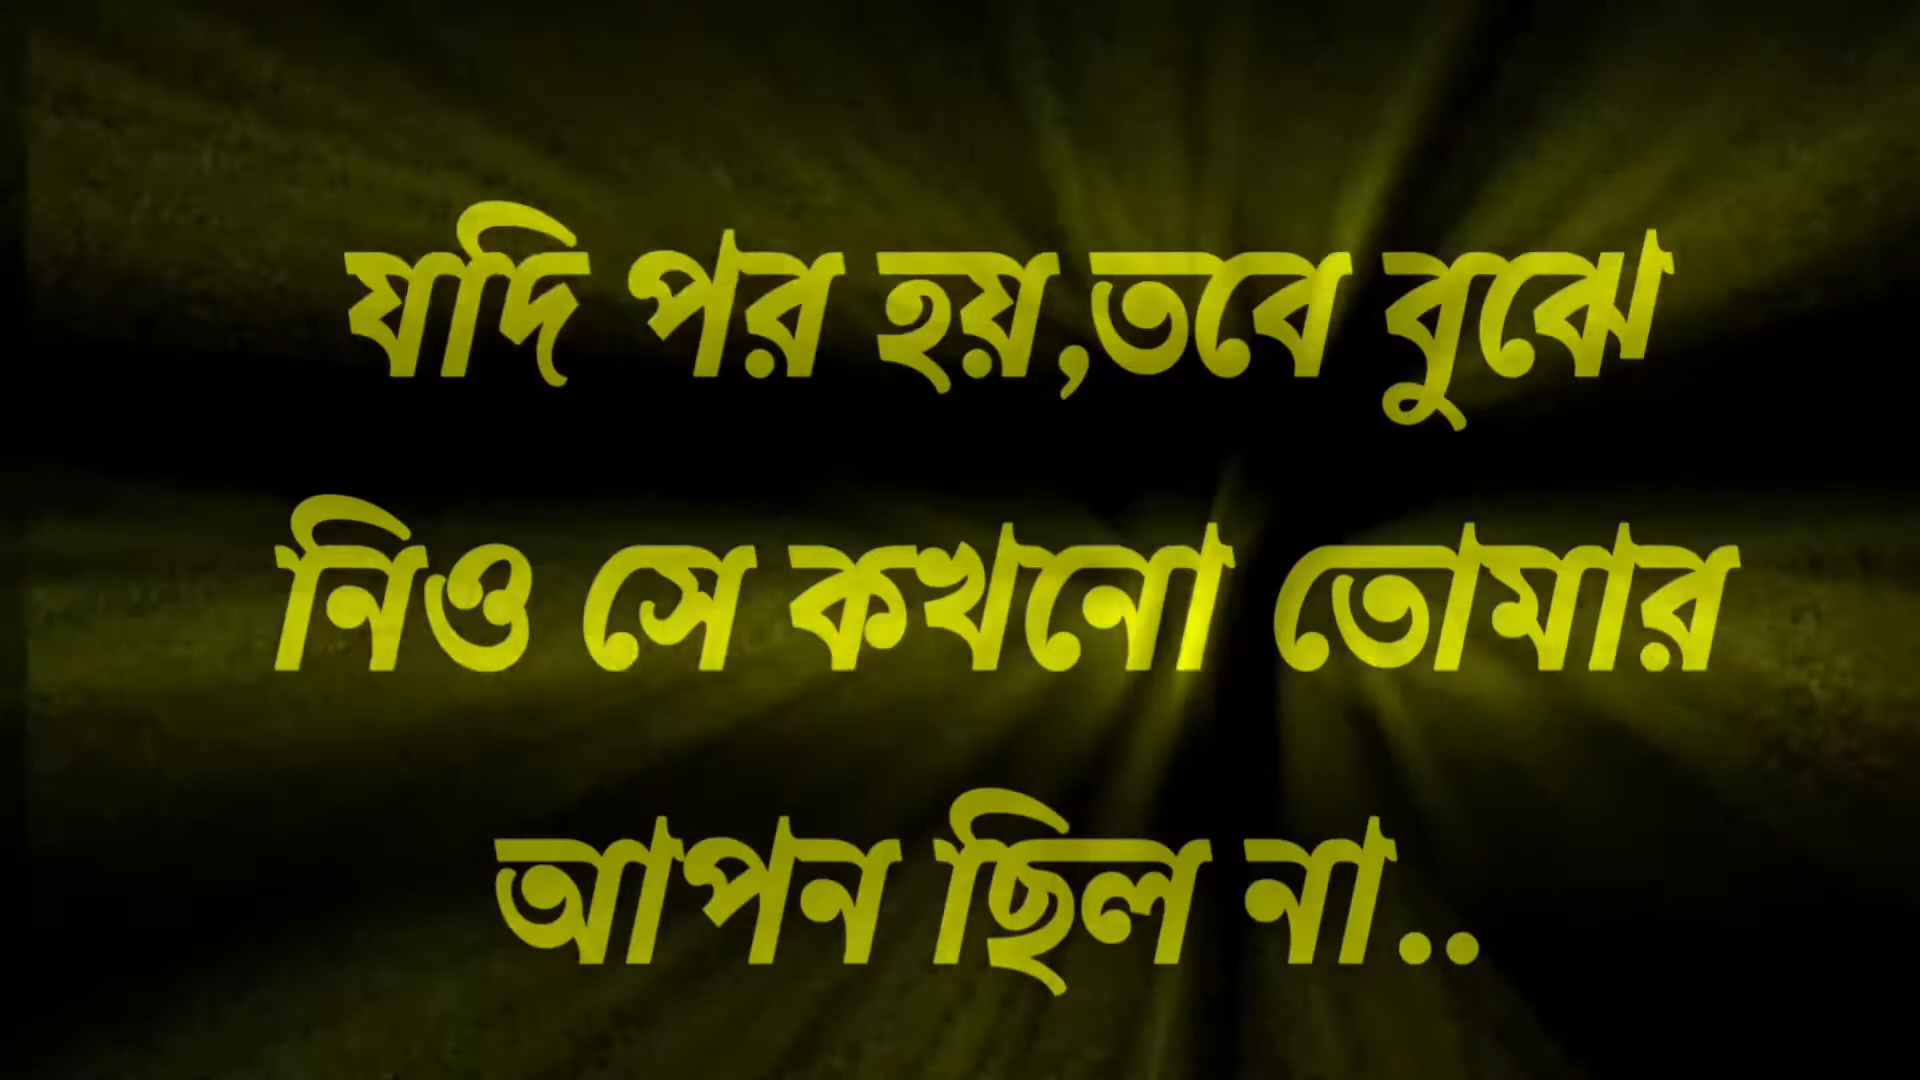 যদি পর হয়,তবে বুঝে
নিও সে কখনো তোমার
আপন ছিল না..